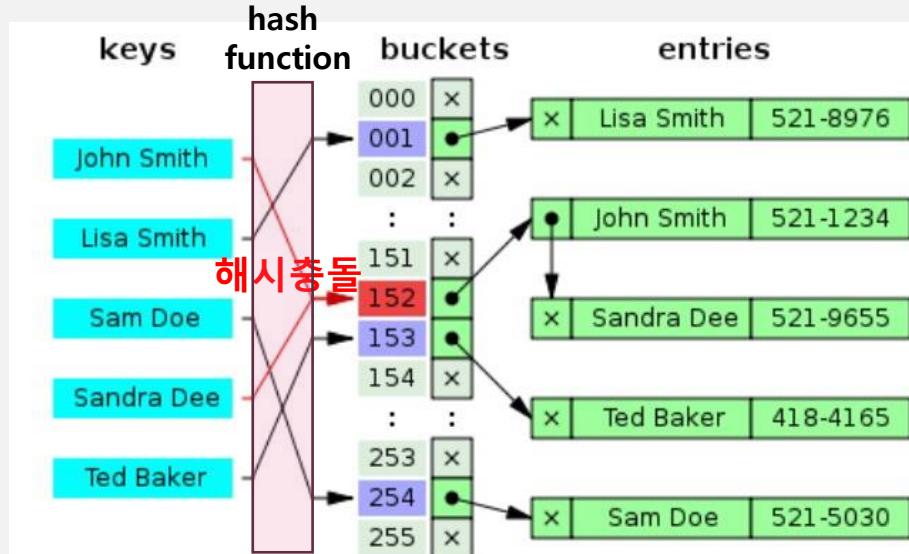 hash
function
keys
buckets
entries
000 ×
001
002 ×
: :
151 ×
152
153
154 ×
: :
253 ×
254
255 ×
John Smith
Lisa Smith
Sam Doe
Sandra Dee
Ted Baker
해시충돌
× Lisa Smith 521-8976
John Smith 521-1234
× Sandra Dee 521-9655
× Ted Baker 418-4165
× Sam Doe 521-5030